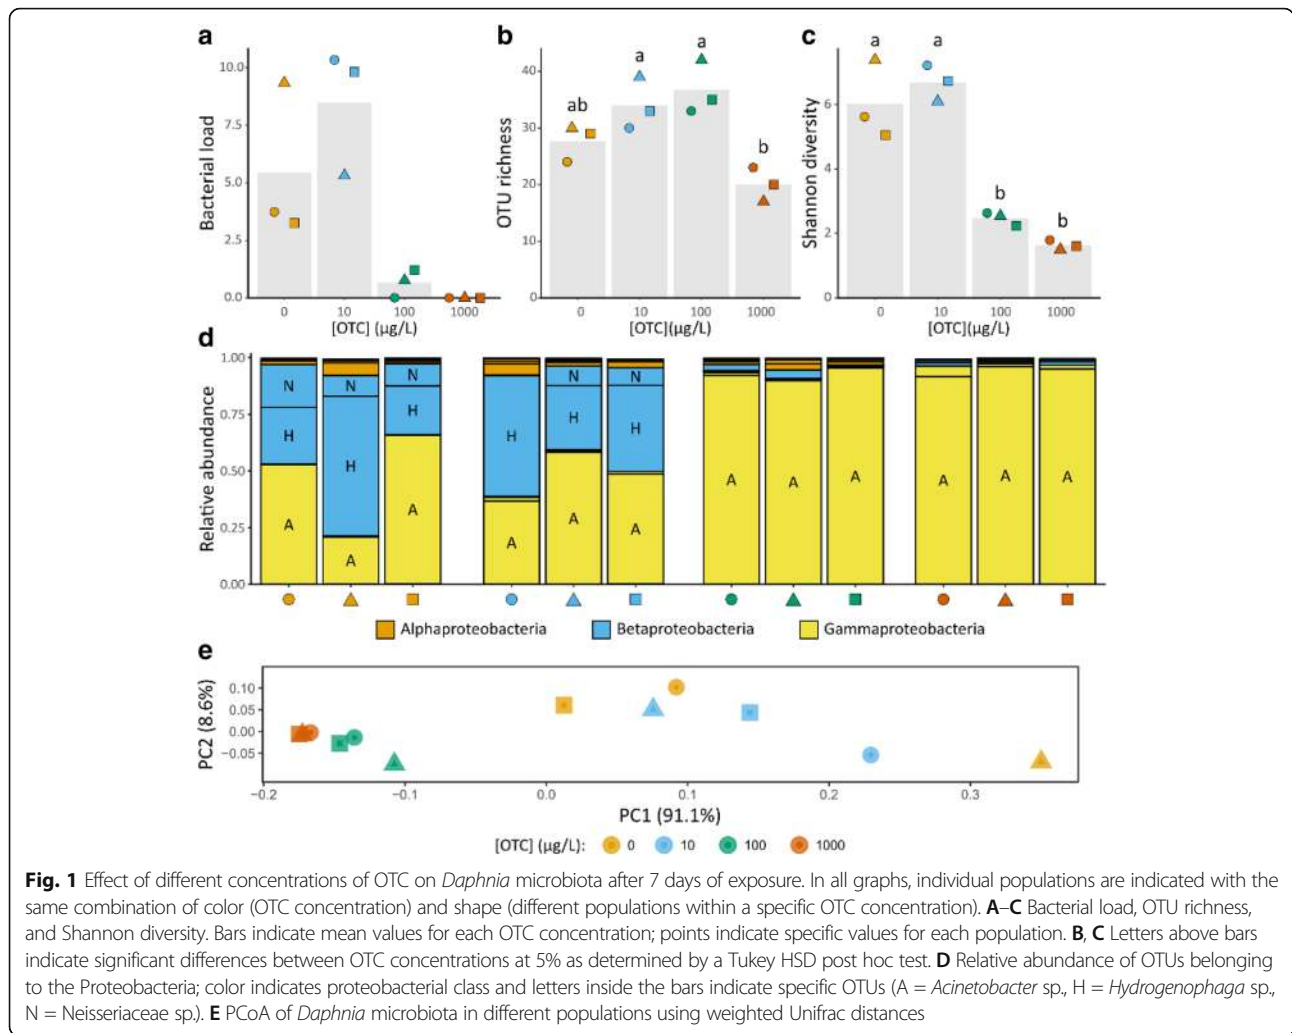 a
b
c
10.0
7.5
5.0
2.5
0.0
Bacterial load
0
10
100
1000
[OTC] (µg/L)
40
30
20
10
0
OTU richness
ab
a
a
b
0
10
100
1000
[OTC](µg/L)
6
4
2
0
Shannon diversity
a
a
b
b
0
10
100
1000
[OTC](µg/L)
d
1.00
0.75
0.50
0.25
0.00
Relative abundance
N
H
A
N
H
A
N
H
A
H
A
N
H
A
N
H
A
A
A
A
A
A
A
Alphaproteobacteria Betaproteobacteria Gammaproteobacteria
e
0.10
0.05
0.00
−0.05
PC2 (8.6%)
−0.2 −0.1 0.0 0.1 0.2 0.3
PC1 (91.1%)
[OTC] (µg/L): 0 10 100 1000
Fig. 1 Effect of different concentrations of OTC on Daphnia microbiota after 7 days of exposure. In all graphs, individual populations are indicated with the
same combination of color (OTC concentration) and shape (different populations within a specific OTC concentration). A–C Bacterial load, OTU richness,
and Shannon diversity. Bars indicate mean values for each OTC concentration; points indicate specific values for each population. B, C Letters above bars
indicate significant differences between OTC concentrations at 5% as determined by a Tukey HSD post hoc test. D Relative abundance of OTUs belonging
to the Proteobacteria; color indicates proteobacterial class and letters inside the bars indicate specific OTUs (A = Acinetobacter sp., H = Hydrogenophaga sp.,
N = Neisseriaceae sp.). E PCoA of Daphnia microbiota in different populations using weighted Unifrac distances